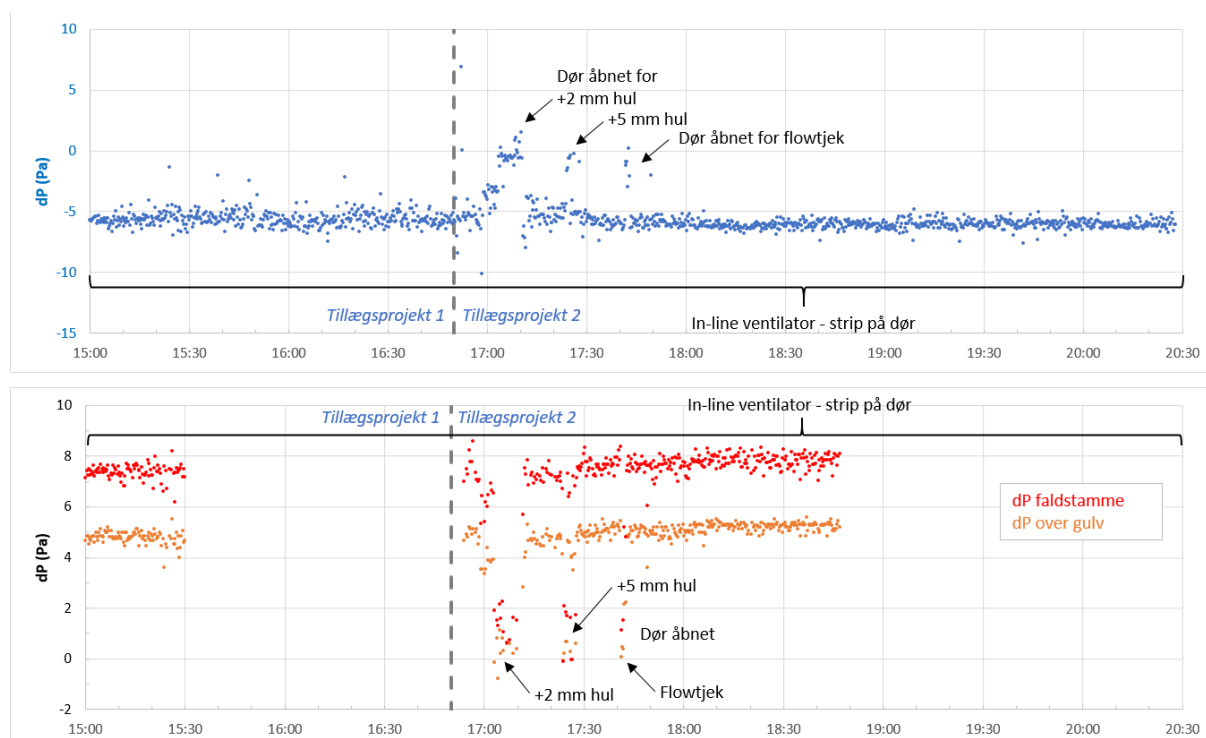 10
5
0
-5
-10
-15
dP (Pa)
Dør åbnet for
+2 mm hul
+5 mm hul
Dør åbnet for flowtjek
Tillægsprojekt 1
Tillægsprojekt 2
In-line ventilator - strip på dør
15:00 15:30 16:00 16:30 17:00 17:30 18:00 18:30 19:00 19:30 20:00 20:30
10
8
6
4
2
0
-2
dP (Pa)
Tillægsprojekt 1
Tillægsprojekt 2
In-line ventilator - strip på dør
dP faldstamme
dP over gulv
+5 mm hul
Dør åbnet
+2 mm hul
Flowtjek
15:00 15:30 16:00 16:30 17:00 17:30 18:00 18:30 19:00 19:30 20:00 20:30